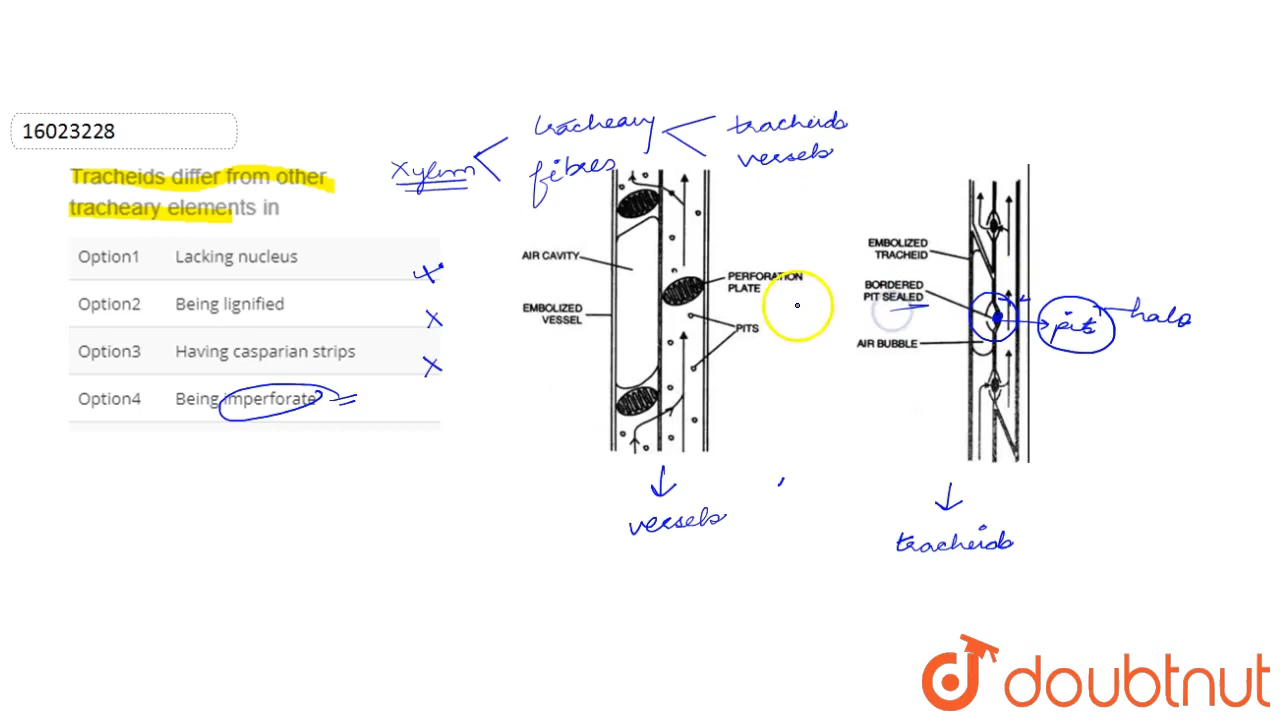 16023228
Tracheids differ from other
tracheary elements in
Option1 Lacking nucleus
Option2 Being lignified
Option3 Having casparian strips
Option4 Being imperforate
Xylem
tracheary
fibres
tracheids
vessels
AIR CAVITY
EMBOLIZED
VESSEL
PERFORATION
PLATE
PITS
vessels
EMBOLIZED
TRACHEID
BORDERED
PIT SEALED
AIR BUBBLE
pits
halo
tracheids
doubtnut